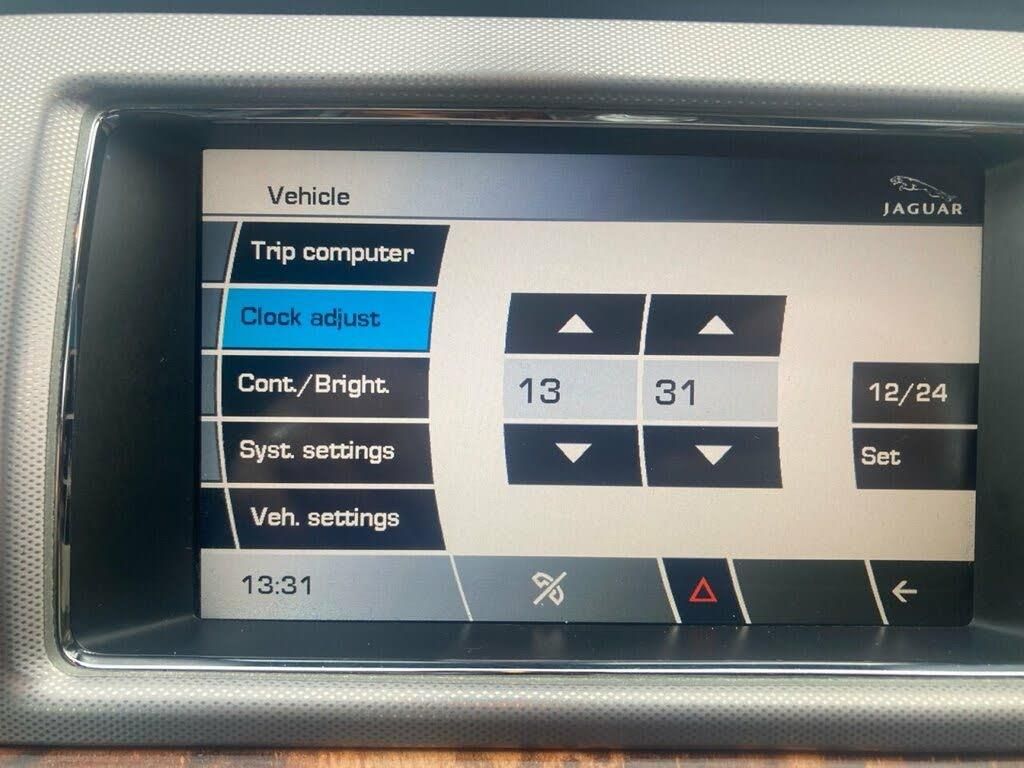 Vehicle
JAGUAR
Trip computer
Clock adjust
Cont./Bright.
13 31
12/24
Syst. settings
Set
Veh. settings
13:31